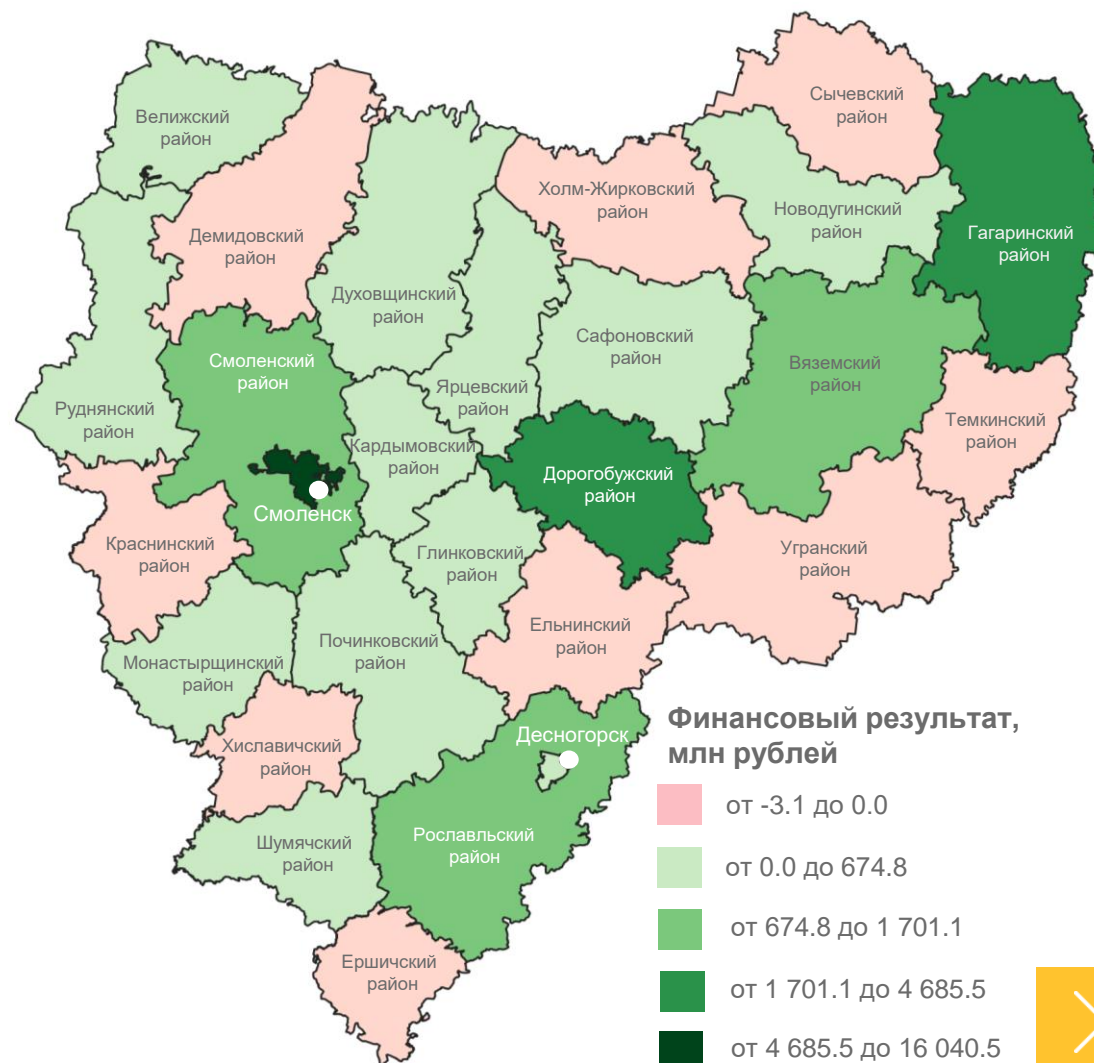 Сычевский
район
Велижский
район
Холм-Жирковский
район
Новодугинский
район
Демидовский
район
Гагаринский
район
Духовщинский
район
Сафоновский
район
Смоленский
район
Вяземский
район
Ярцевский
район
Руднянский
район
Темкинский
район
Кардымовский
район
Дорогобужский
район
Смоленск
Краснинский
район
Глинковский
район
Угранский
район
Ельнинский
район
Починковский
район
Монастырщинский
район
Финансовый результат,
млн рублей
Десногорск
Хиславичский
район
от -3.1 до 0.0
Шумячский
район
Рославльский
район
от 0.0 до 674.8
от 674.8 до 1 701.1
Ершичский
район
от 1 701.1 до 4 685.5
от 4 685.5 до 16 040.5